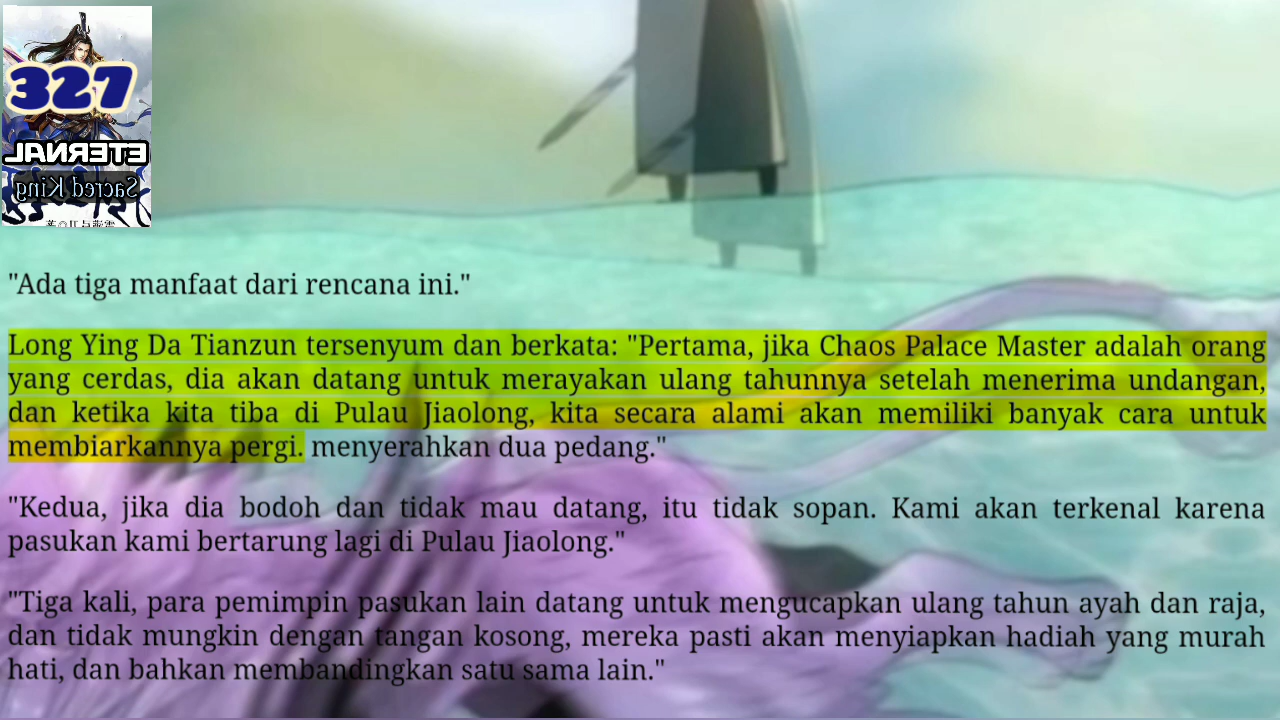 327
ETERNAL
Sacred King
"Ada tiga manfaat dari rencana ini."
Long Ying Da Tianzun tersenyum dan berkata: "Pertama, jika Chaos Palace Master adalah orang
yang cerdas, dia akan datang untuk merayakan ulang tahunnya setelah menerima undangan,
dan ketika kita tiba di Pulau Jiaolong, kita secara alami akan memiliki banyak cara untuk
membiarkannya pergi. menyerahkan dua pedang."
"Kedua, jika dia bodoh dan tidak mau datang, itu tidak sopan. Kami akan terkenal karena
pasukan kami bertarung lagi di Pulau Jiaolong."
"Tiga kali, para pemimpin pasukan lain datang untuk mengucapkan ulang tahun ayah dan raja,
dan tidak mungkin dengan tangan kosong, mereka pasti akan menyiapkan hadiah yang murah
hati, dan bahkan membandingkan satu sama lain."